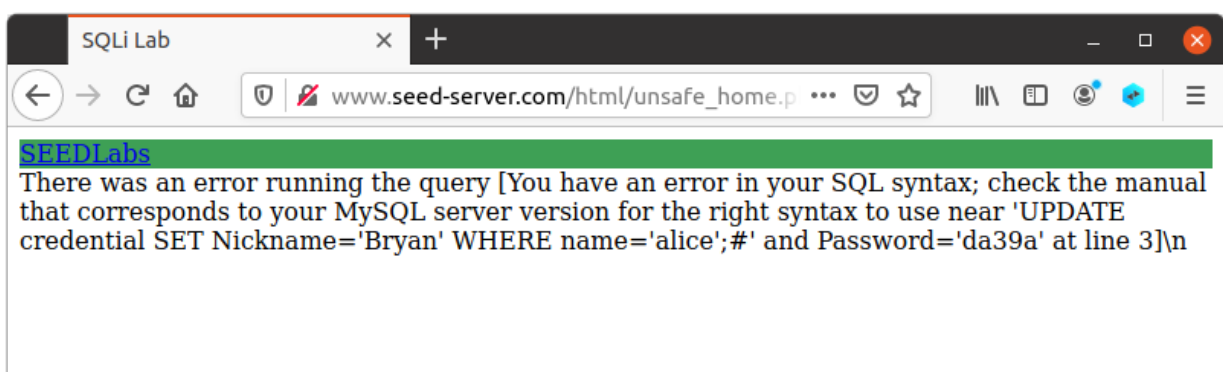 SQLi Lab
www.seed-server.com/html/unsafe_home.p
SEEDLabs
There was an error running the query [You have an error in your SQL syntax; check the manual
that corresponds to your MySQL server version for the right syntax to use near 'UPDATE
credential SET Nickname='Bryan' WHERE name='alice';#' and Password='da39a' at line 3]\n